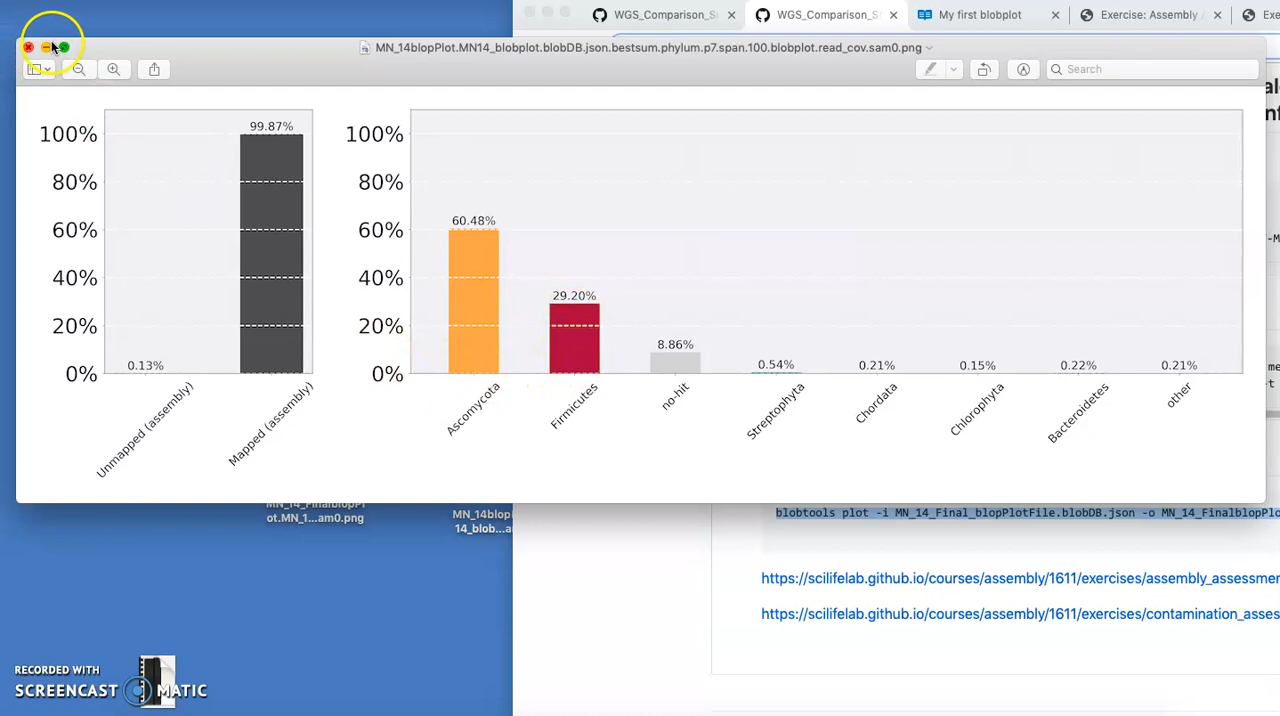 WGS_Comparison_S
WGS_Comparison_S
My first blobplot
Exercise: Assembly
MN_14blopPlot.MN14_blobplot.blobDB.json.bestsum.phylum.p7.span.100.blobplot.read_cov.sam0.png
Search
100%
80%
60%
40%
20%
0%
0.13%
99.87%
Unmapped (assembly)
Mapped (assembly)
100%
80%
60%
40%
20%
0%
60.48%
29.20%
8.86%
0.54%
0.21%
0.15%
0.22%
0.21%
Ascomycota
Firmicutes
no-hit
Streptophyta
Chordata
Chlorophyta
Bacteroidetes
other
MN_14_FinalblopPl
ot.MN_1...am0.png
MN_14blop
14_blob...
blobtools plot -i MN_14_Final_blopPlotFile.blobDB.json -o MN_14_FinalblopPlo
https://scilifelab.github.io/courses/assembly/1611/exercises/assembly_assessme
https://scilifelab.github.io/courses/assembly/1611/exercises/contamination_asses
RECORDED WITH
SCREENCAST MATIC